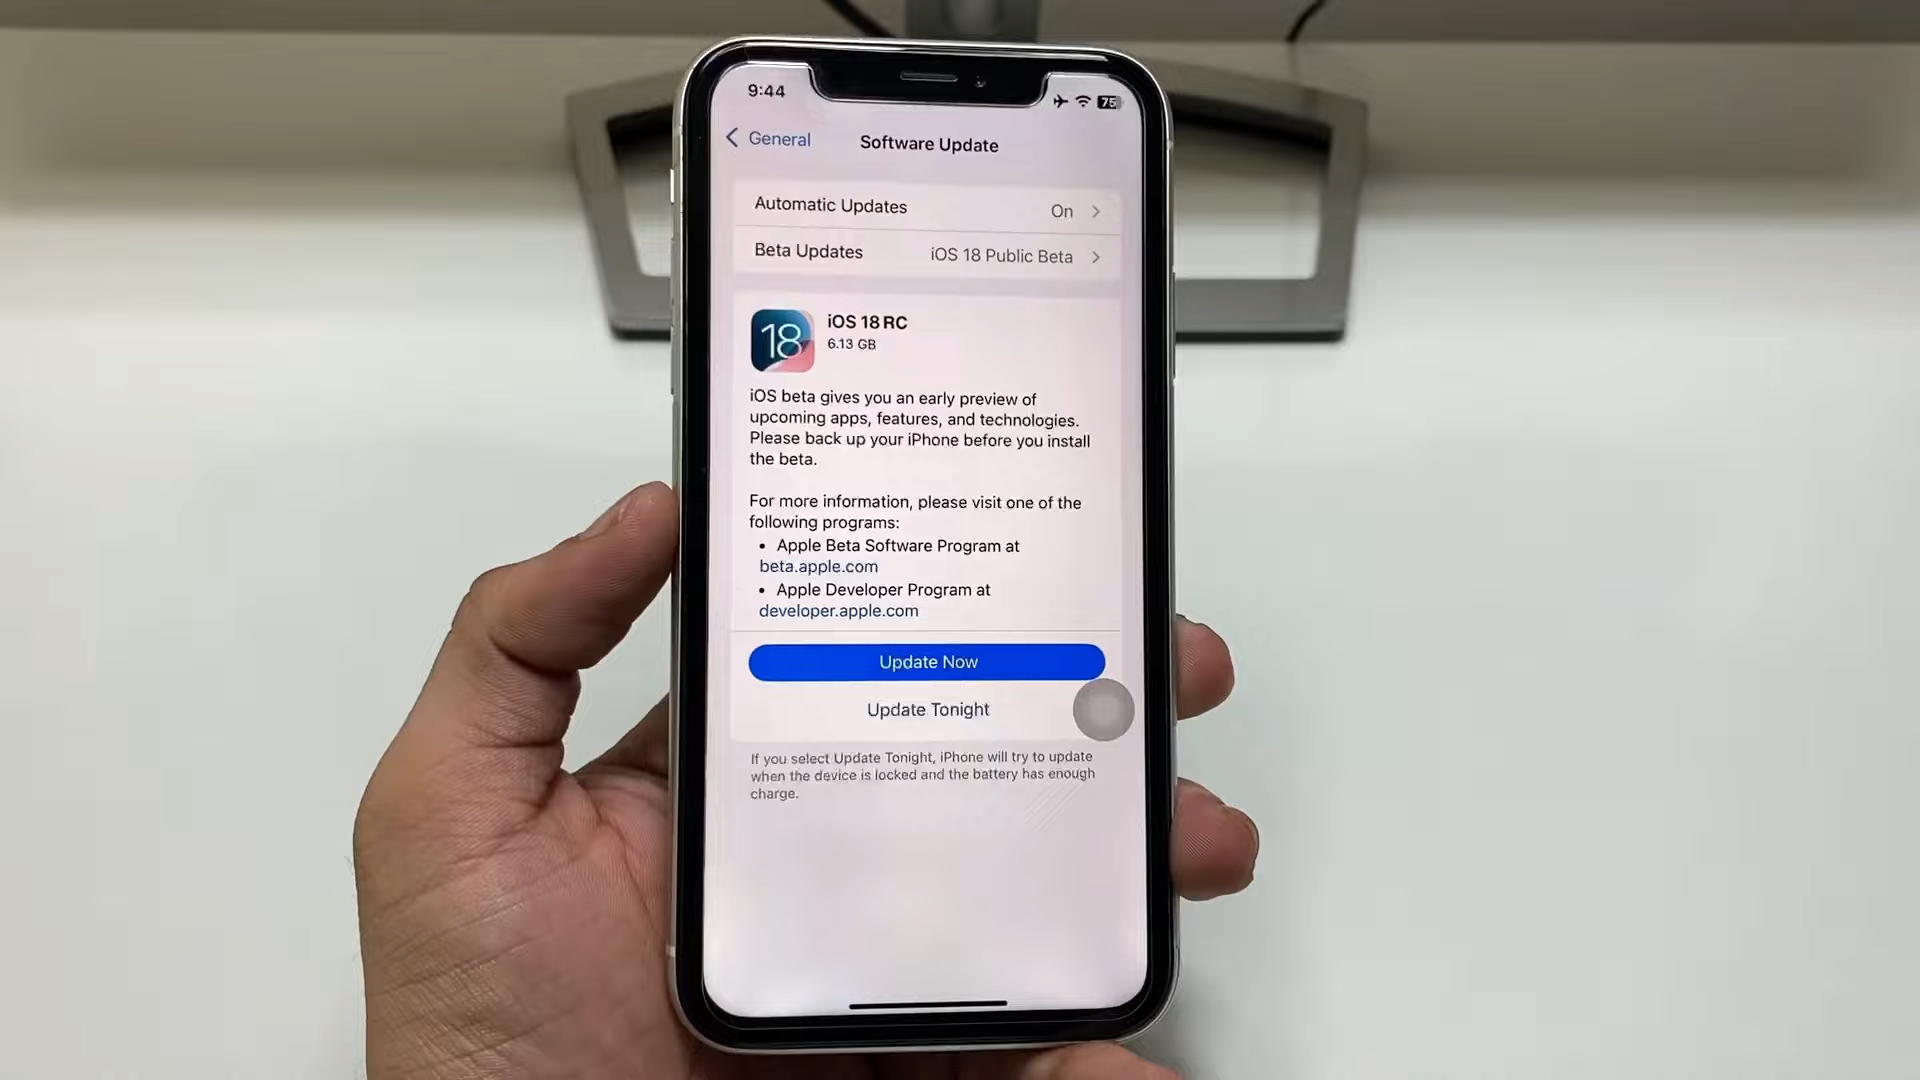 9:44
75
General
Software Update
Automatic Updates On
Beta Updates iOS 18 Public Beta
18
iOS 18 RC
6.13 GB
iOS beta gives you an early preview of
upcoming apps, features, and technologies.
Please back up your iPhone before you install
the beta.
For more information, please visit one of the
following programs:
• Apple Beta Software Program at
beta.apple.com
• Apple Developer Program at
developer.apple.com
Update Now
Update Tonight
If you select Update Tonight, iPhone will try to update
when the device is locked and the battery has enough
charge.